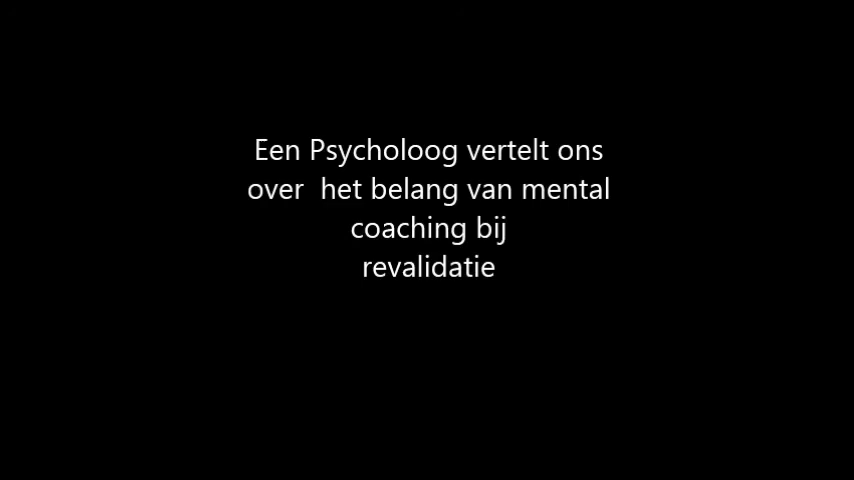 Een Psycholoog vertelt ons
over  het belang van mental
coaching bij
revalidatie